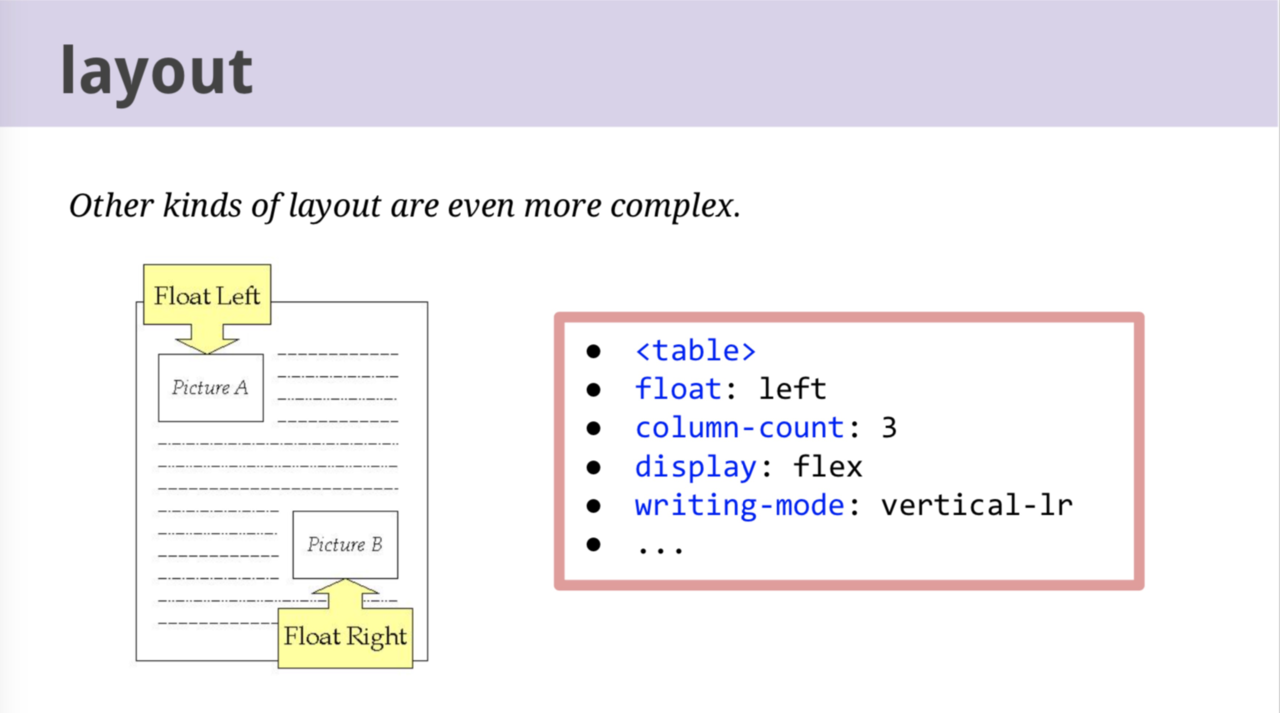 layout
Other kinds of layout are even more complex.
Float Left
Picture A
Picture B
Float Right
● <table>
● float: left
● column-count: 3
● display: flex
● writing-mode: vertical-lr
● ...